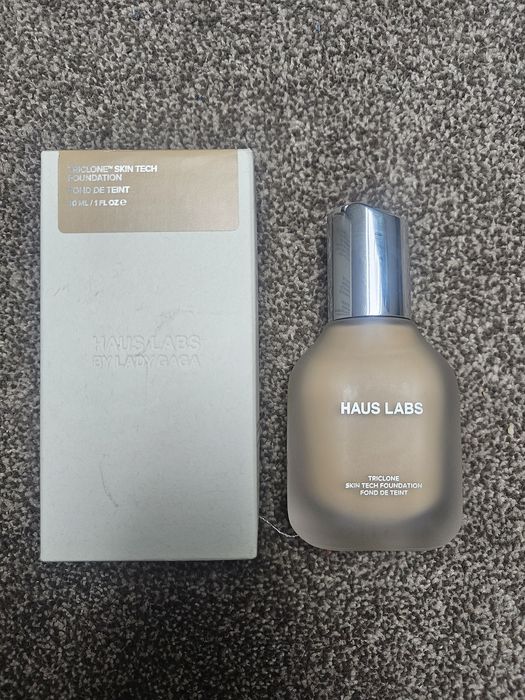 TRICLONE™ SKIN TECH
FOUNDATION
FOND DE TEINT
30 ML / 1 FL OZ ℮
HAUS LABS
BY LADY GAGA
HAUS LABS
TRICLONE
SKIN TECH FOUNDATION
FOND DE TEINT